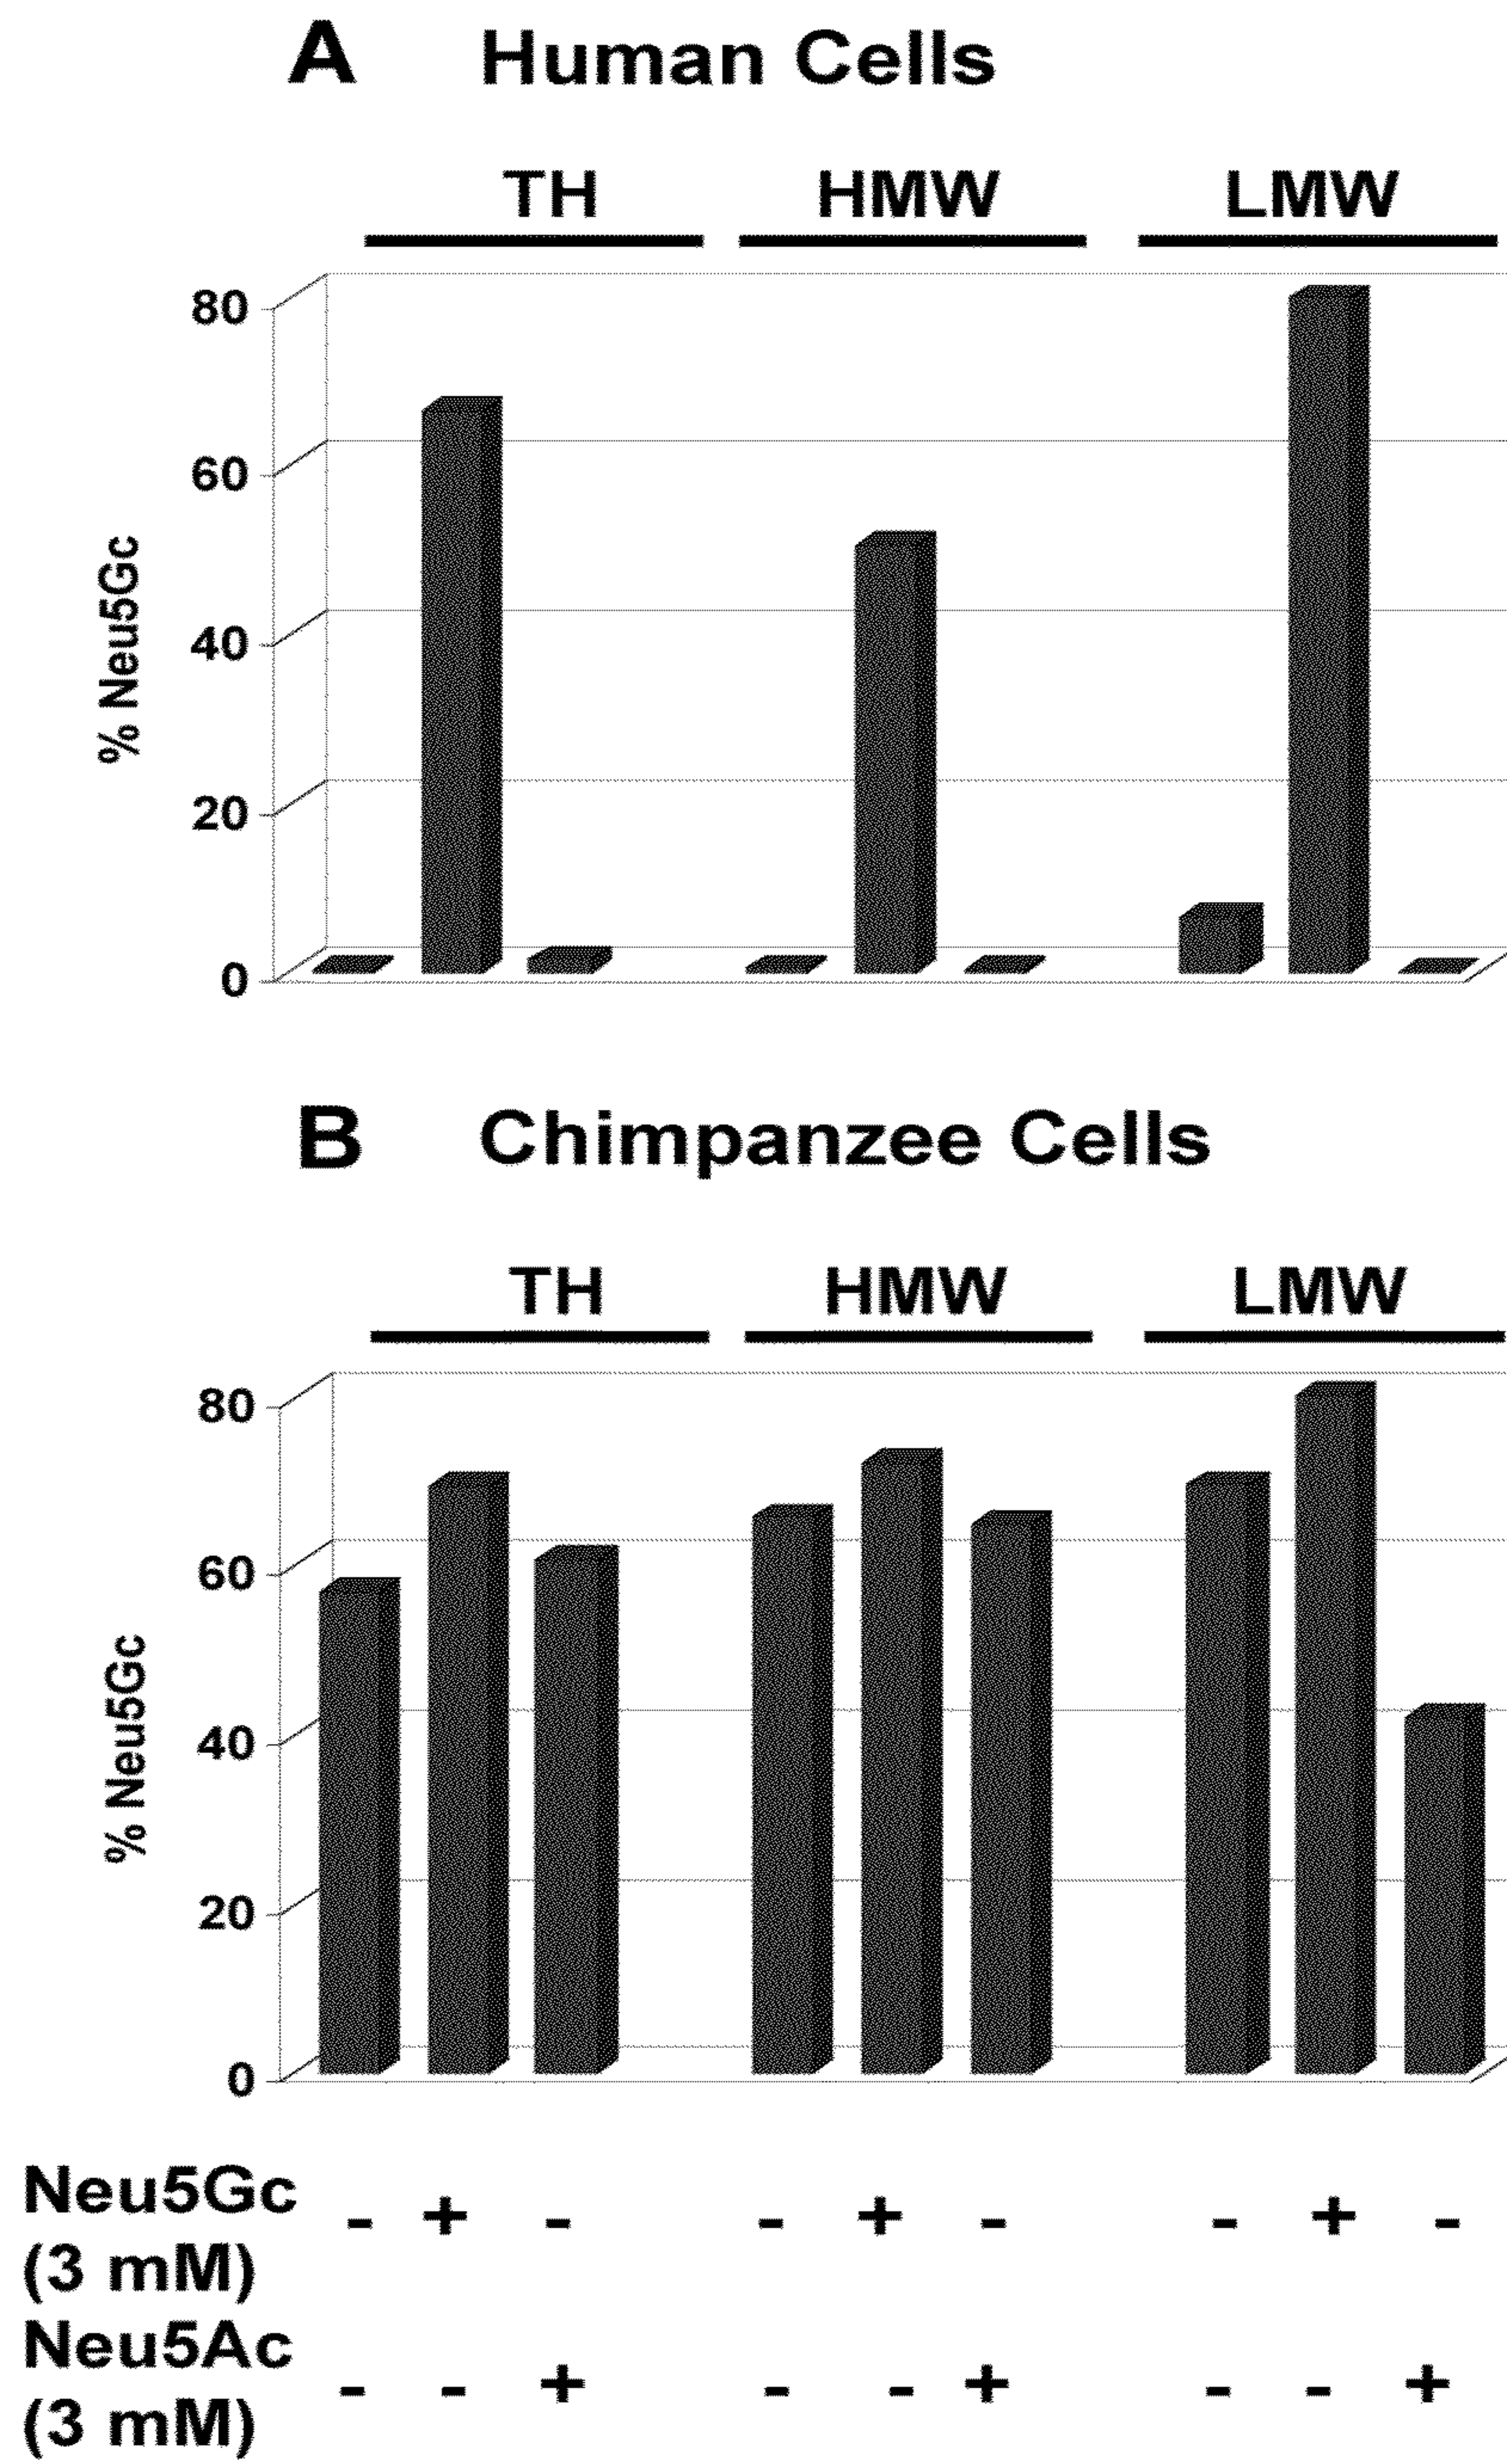 A Human Cells
TH HMW LMW
80
60
40
20
0
% Neu5Gc
B Chimpanzee Cells
TH HMW LMW
80
60
40
20
0
% Neu5Gc
Neu5Gc
(3 mM)
- + - - + - - + -
Neu5Ac
(3 mM)
- - + - - + - - +